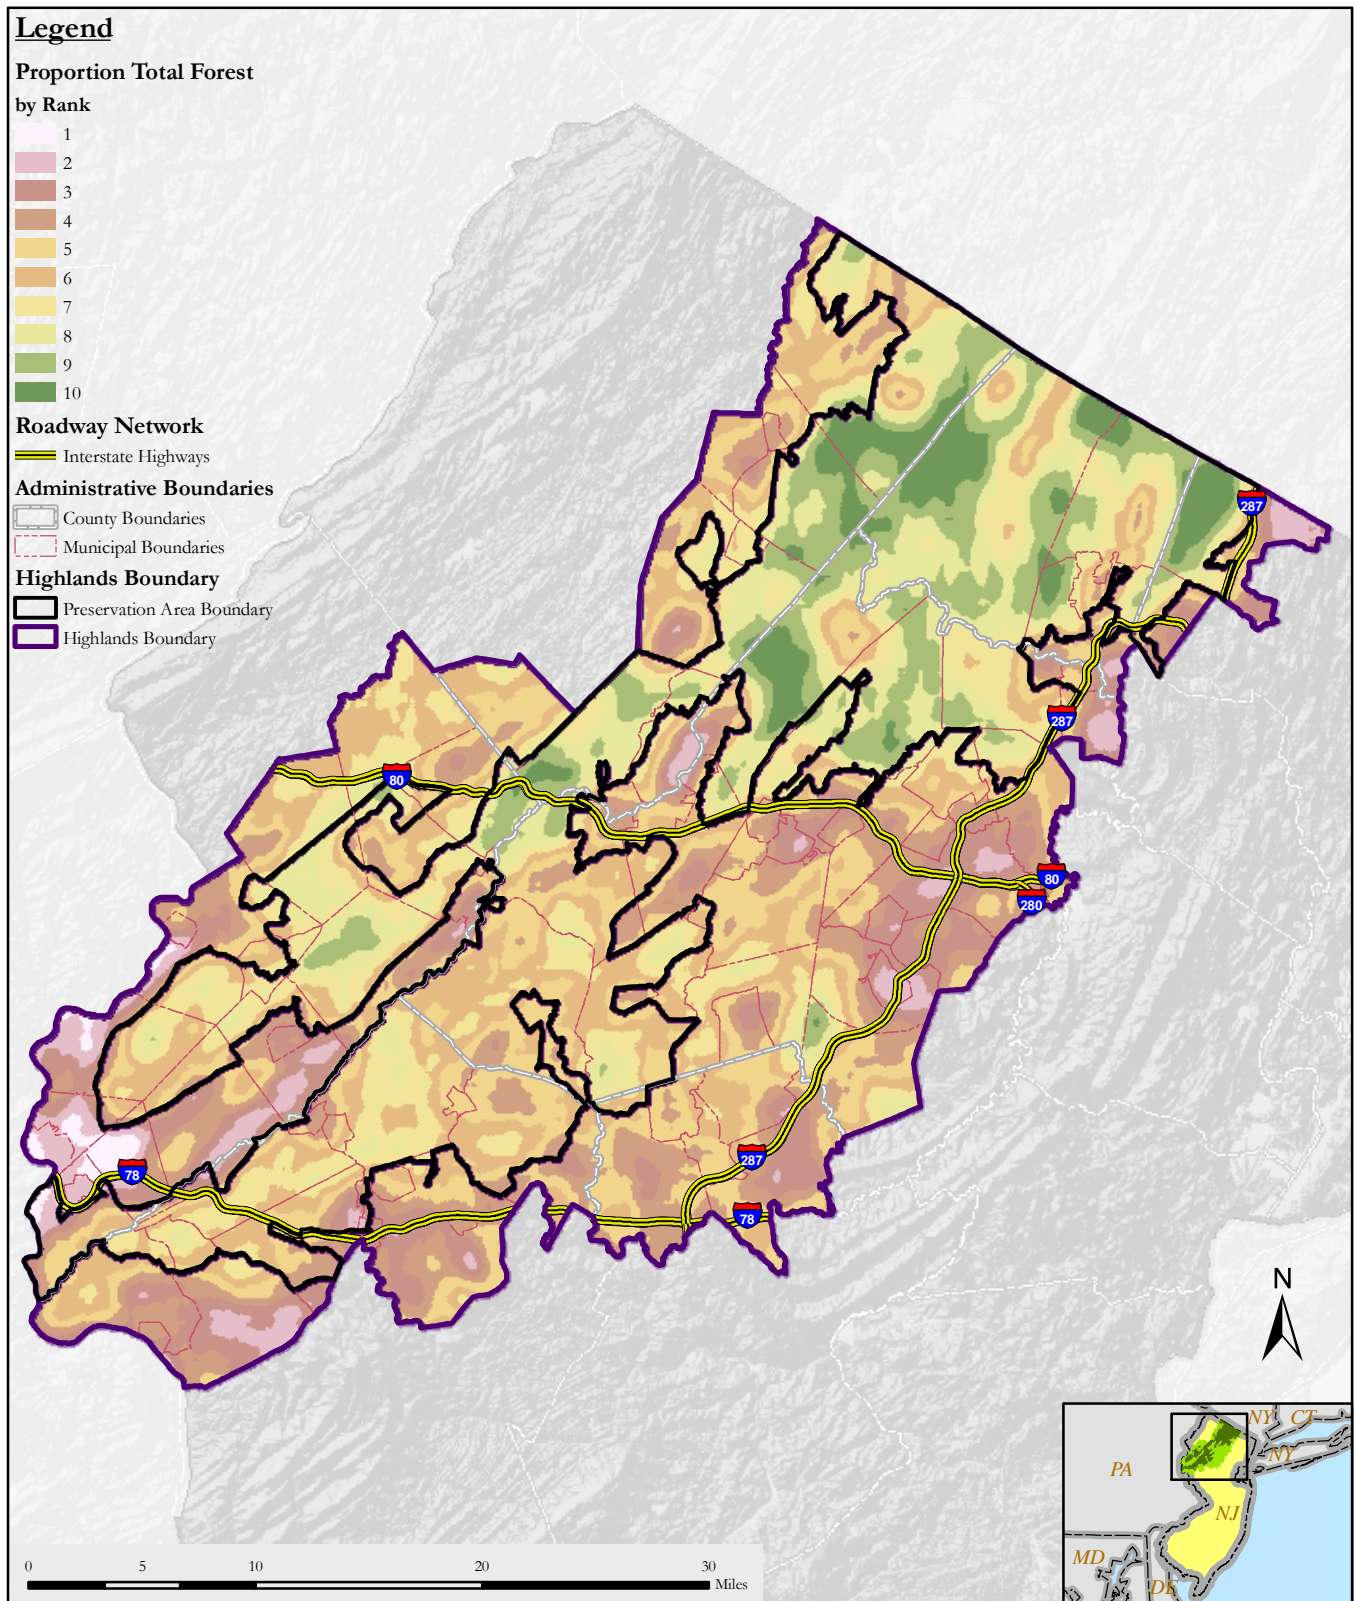 Legend
Proportion Total Forest
by Rank
1
2
3
4
5
6
7
8
9
10
Roadway Network
Interstate Highways
Administrative Boundaries
County Boundaries
Municipal Boundaries
Highlands Boundary
Preservation Area Boundary
Highlands Boundary
287
287
80
80
280
78
287
78
N
NY CT
NY
PA
NJ
MD
DE
0 5 10 20 30
Miles